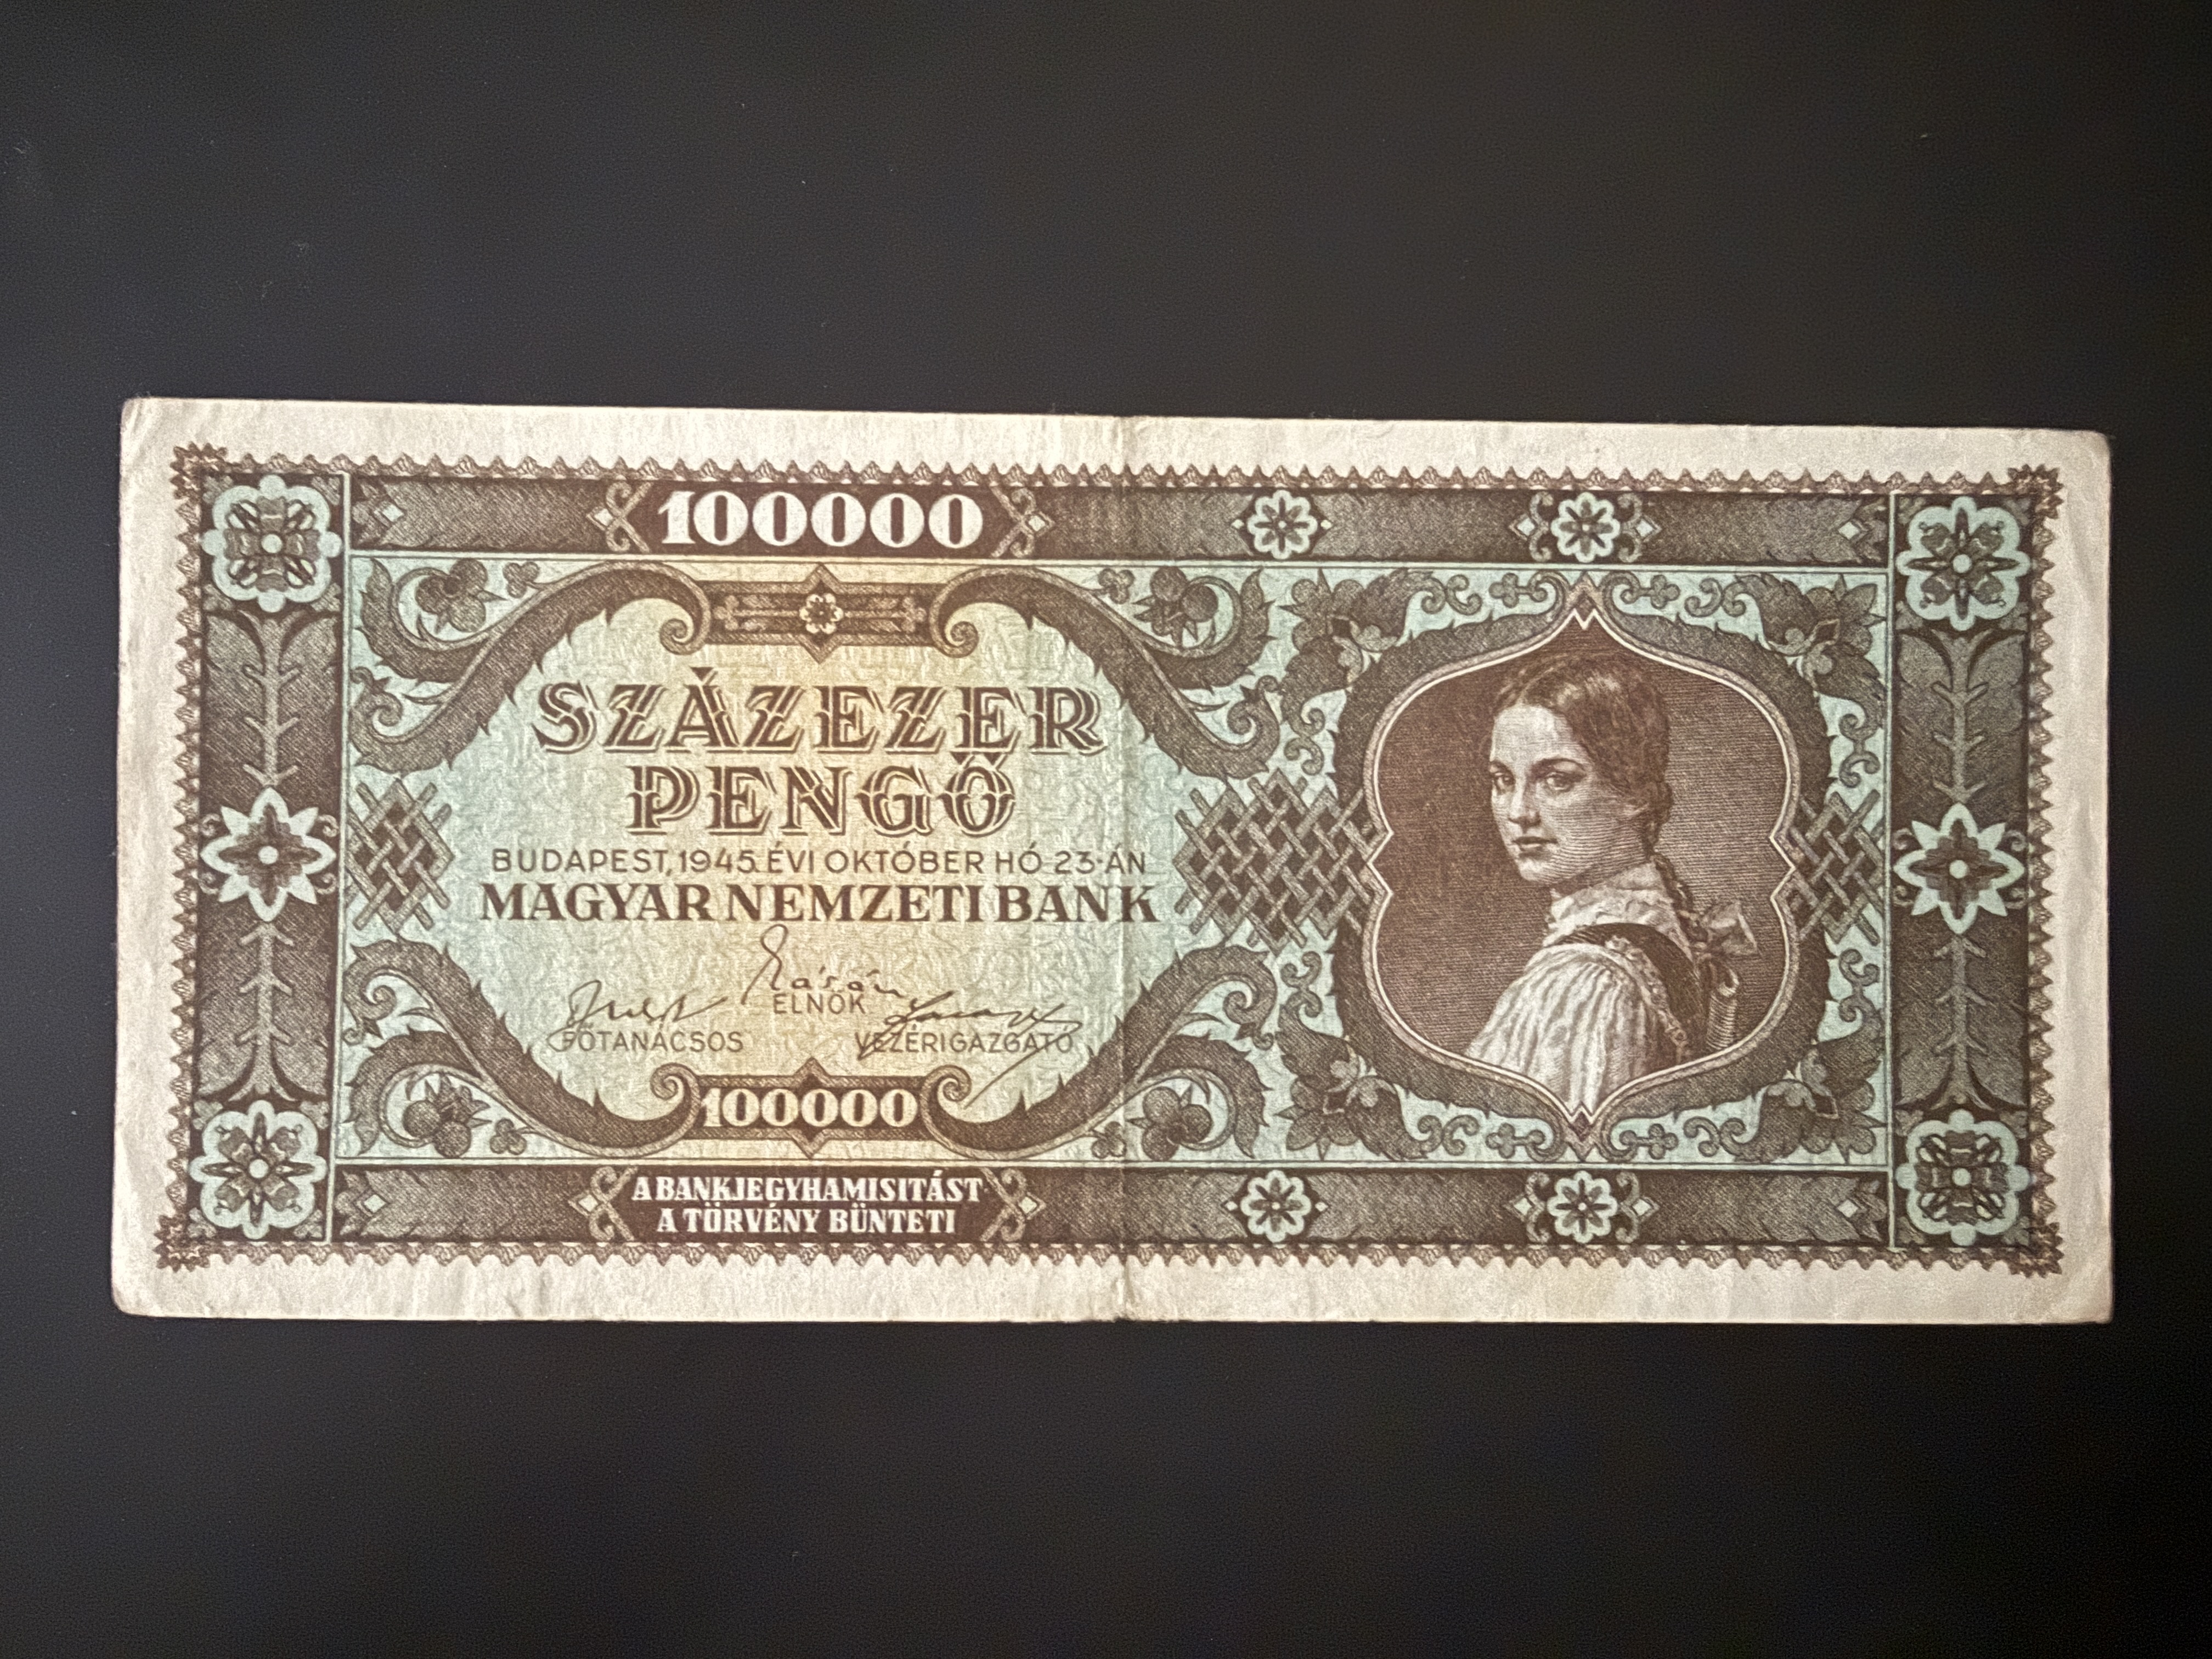 100000
SZÁZEZER
PENGŐ
BUDAPEST, 1945. ÉVI OKTÓBER HÓ 23-ÁN
MAGYAR NEMZETI BANK
ELNÖK
FŐTANÁCSOS VEZÉRIGAZGATÓ
100000
A BANKJEGYHAMISITÁST
A TÖRVÉNY BÜNTETI